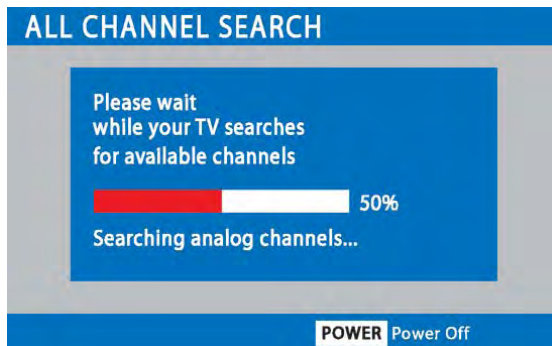 ALL CHANNEL SEARCH
Please wait
while your TV searches
for available channels
50%
Searching analog channels...
POWER Power Off